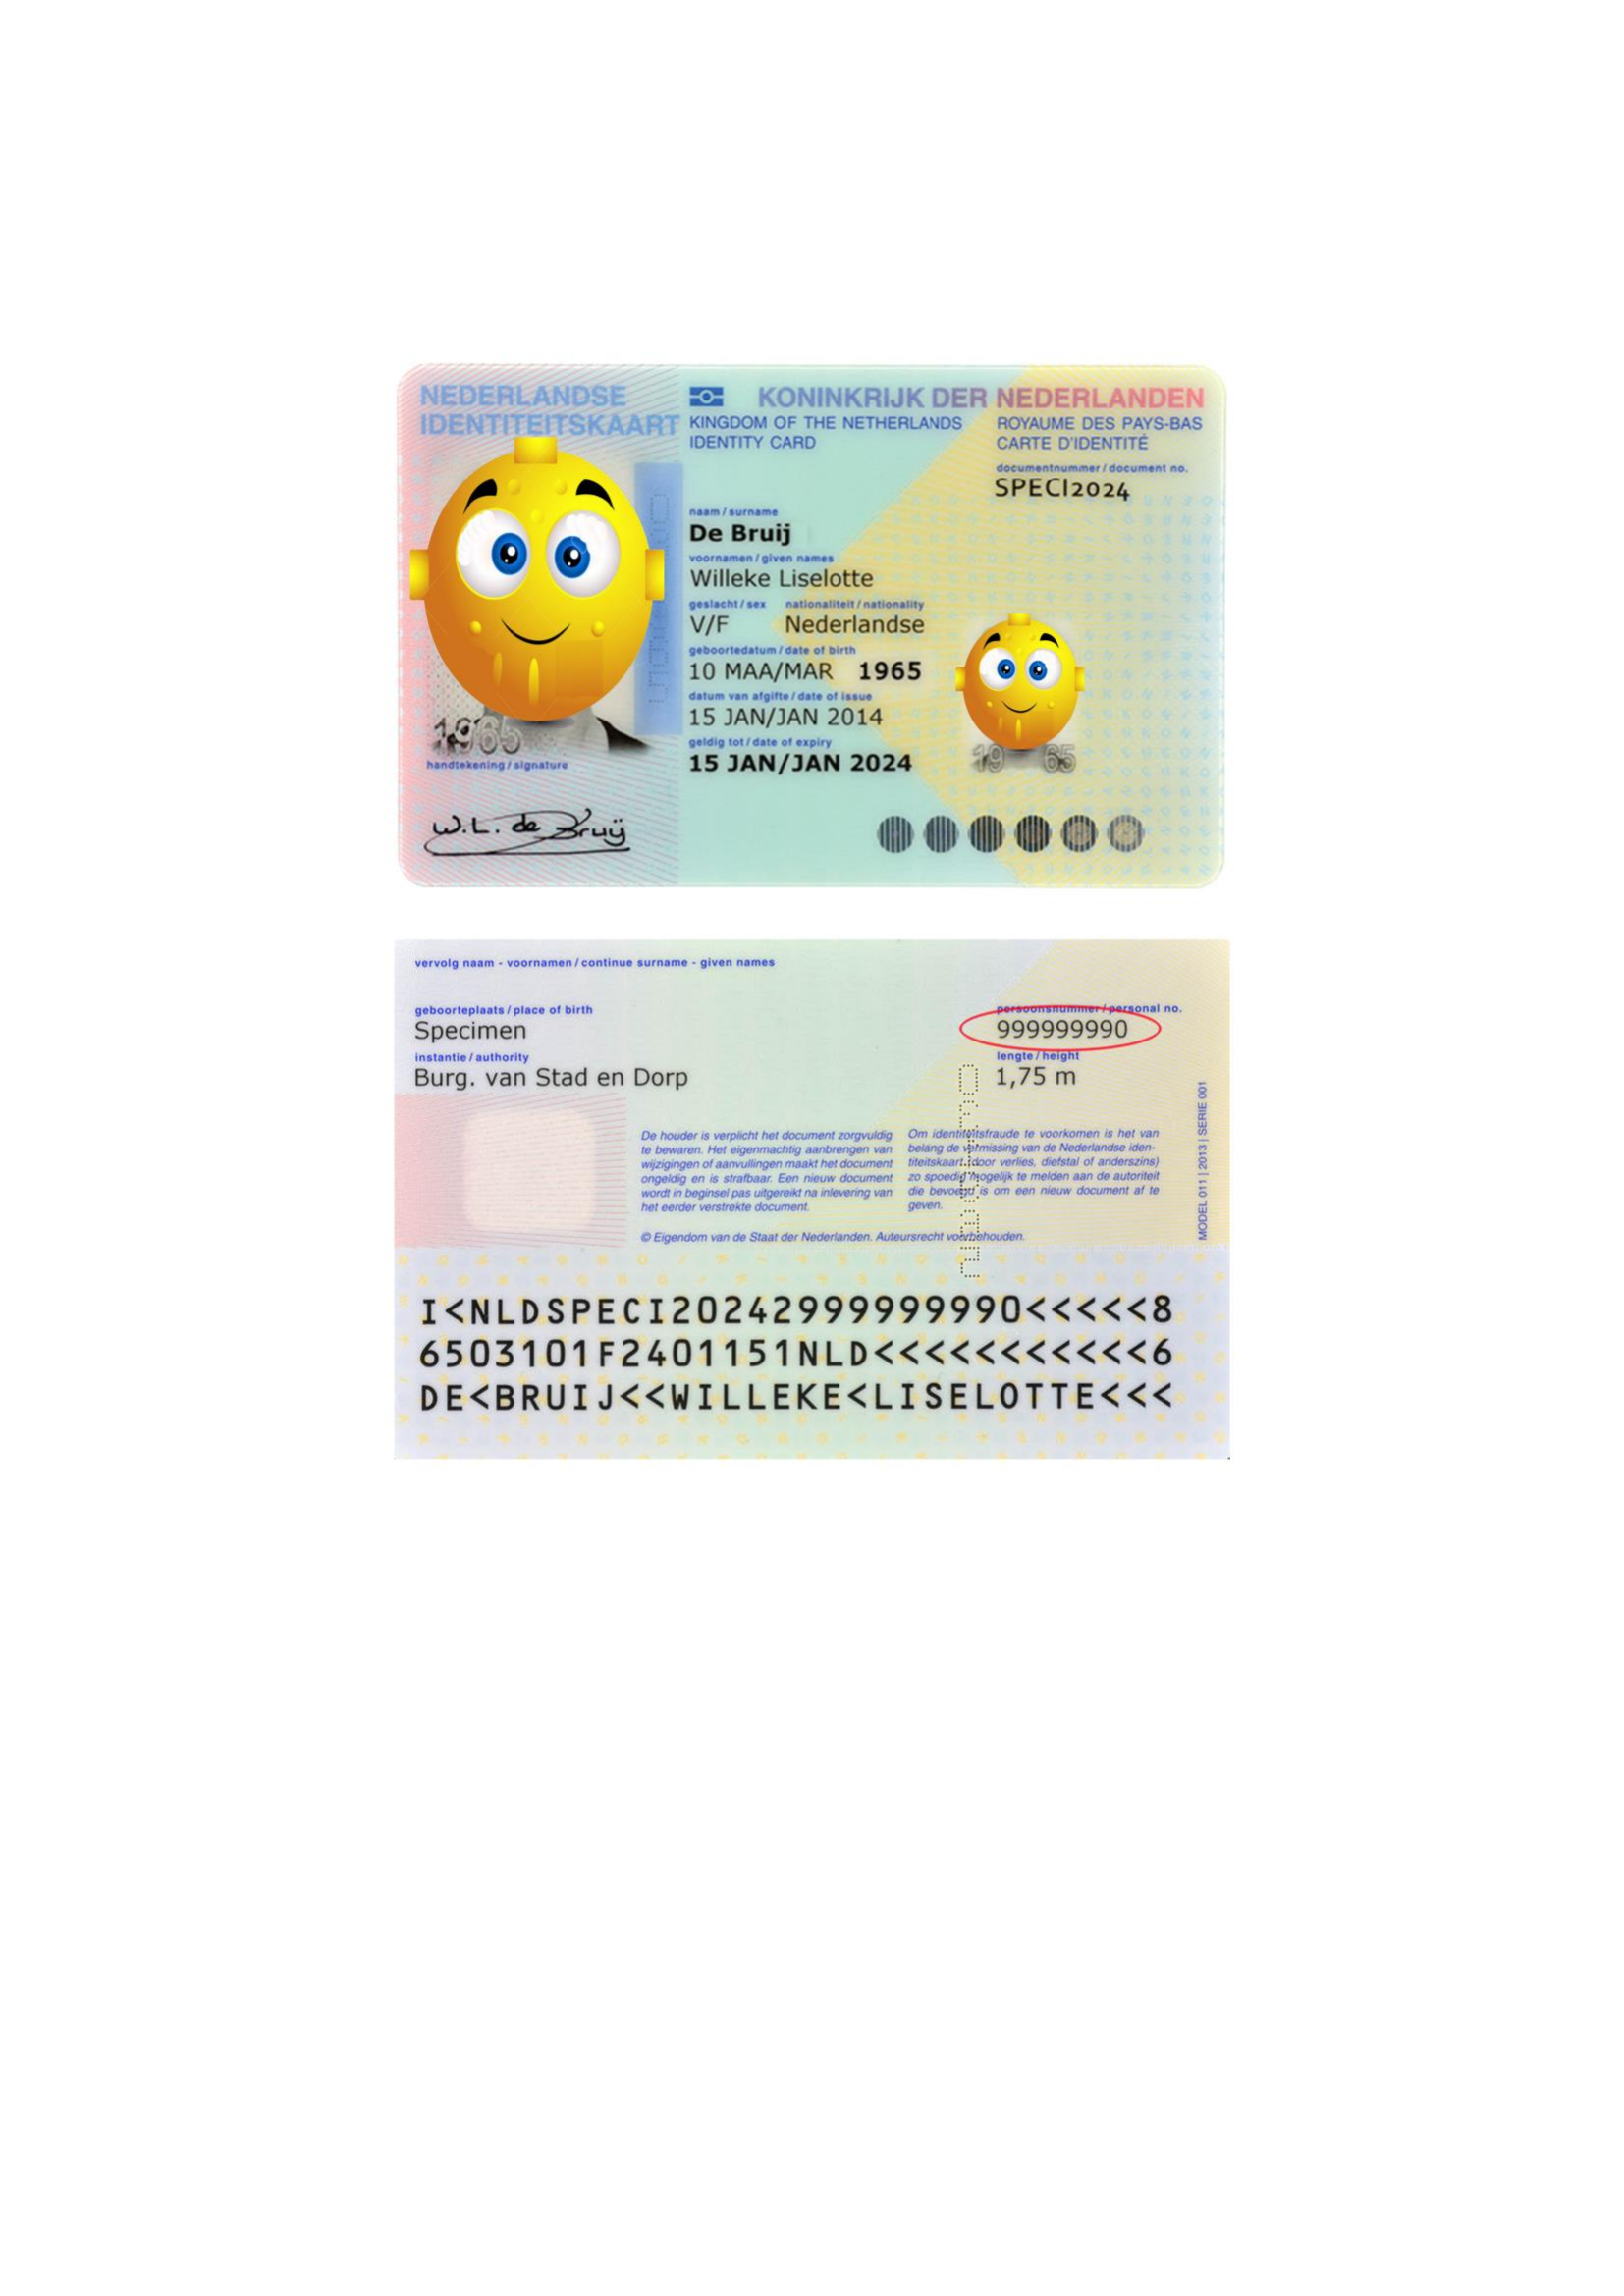 NEDERLANDSE
IDENTITEITSKAART
KONINKRIJK DER NEDERLANDEN
KINGDOM OF THE NETHERLANDS
IDENTITY CARD
ROYAUME DES PAYS-BAS
CARTE D'IDENTITÉ
documentnummer / document no.
SPECI2024
naam / surname
De Bruij
voornamen / given names
Willeke Liselotte
geslacht / sex nationaliteit / nationality
V/F Nederlandse
geboortedatum / date of birth
10 MAA/MAR 1965
datum van afgifte / date of issue
15 JAN/JAN 2014
geldig tot / date of expiry
15 JAN/JAN 2024
1965
handtekening / signature
W.L. de Bruij
19 65
vervolg naam - voornamen / continue surname - given names
geboorteplaats / place of birth
Specimen
instantie / authority
Burg. van Stad en Dorp
persoonsnummer / personal no.
999999990
lengte / height
1,75 m
De houder is verplicht het document zorgvuldig
te bewaren. Het eigenmachtig aanbrengen van
wijzigingen of aanvullingen maakt het document
ongeldig en is strafbaar. Een nieuw document
wordt in beginsel pas uitgereikt na inlevering van
het eerder verstrekte document.
Om identiteitsfraude te voorkomen is het van
belang de vermissing van de Nederlandse iden-
titeitskaart (door verlies, diefstal of anderszins)
zo spoedig mogelijk te melden aan de autoriteit
die bevoegd is om een nieuw document af te
geven.
© Eigendom van de Staat der Nederlanden. Auteursrecht voorbehouden.
MODEL 011 | 2013 | SERIE 001
I<NLDSPECI20242999999990<<<<<8
6503101F2401151NLD<<<<<<<<<<<6
DE<BRUIJ<<WILLEKE<LISELOTTE<<<